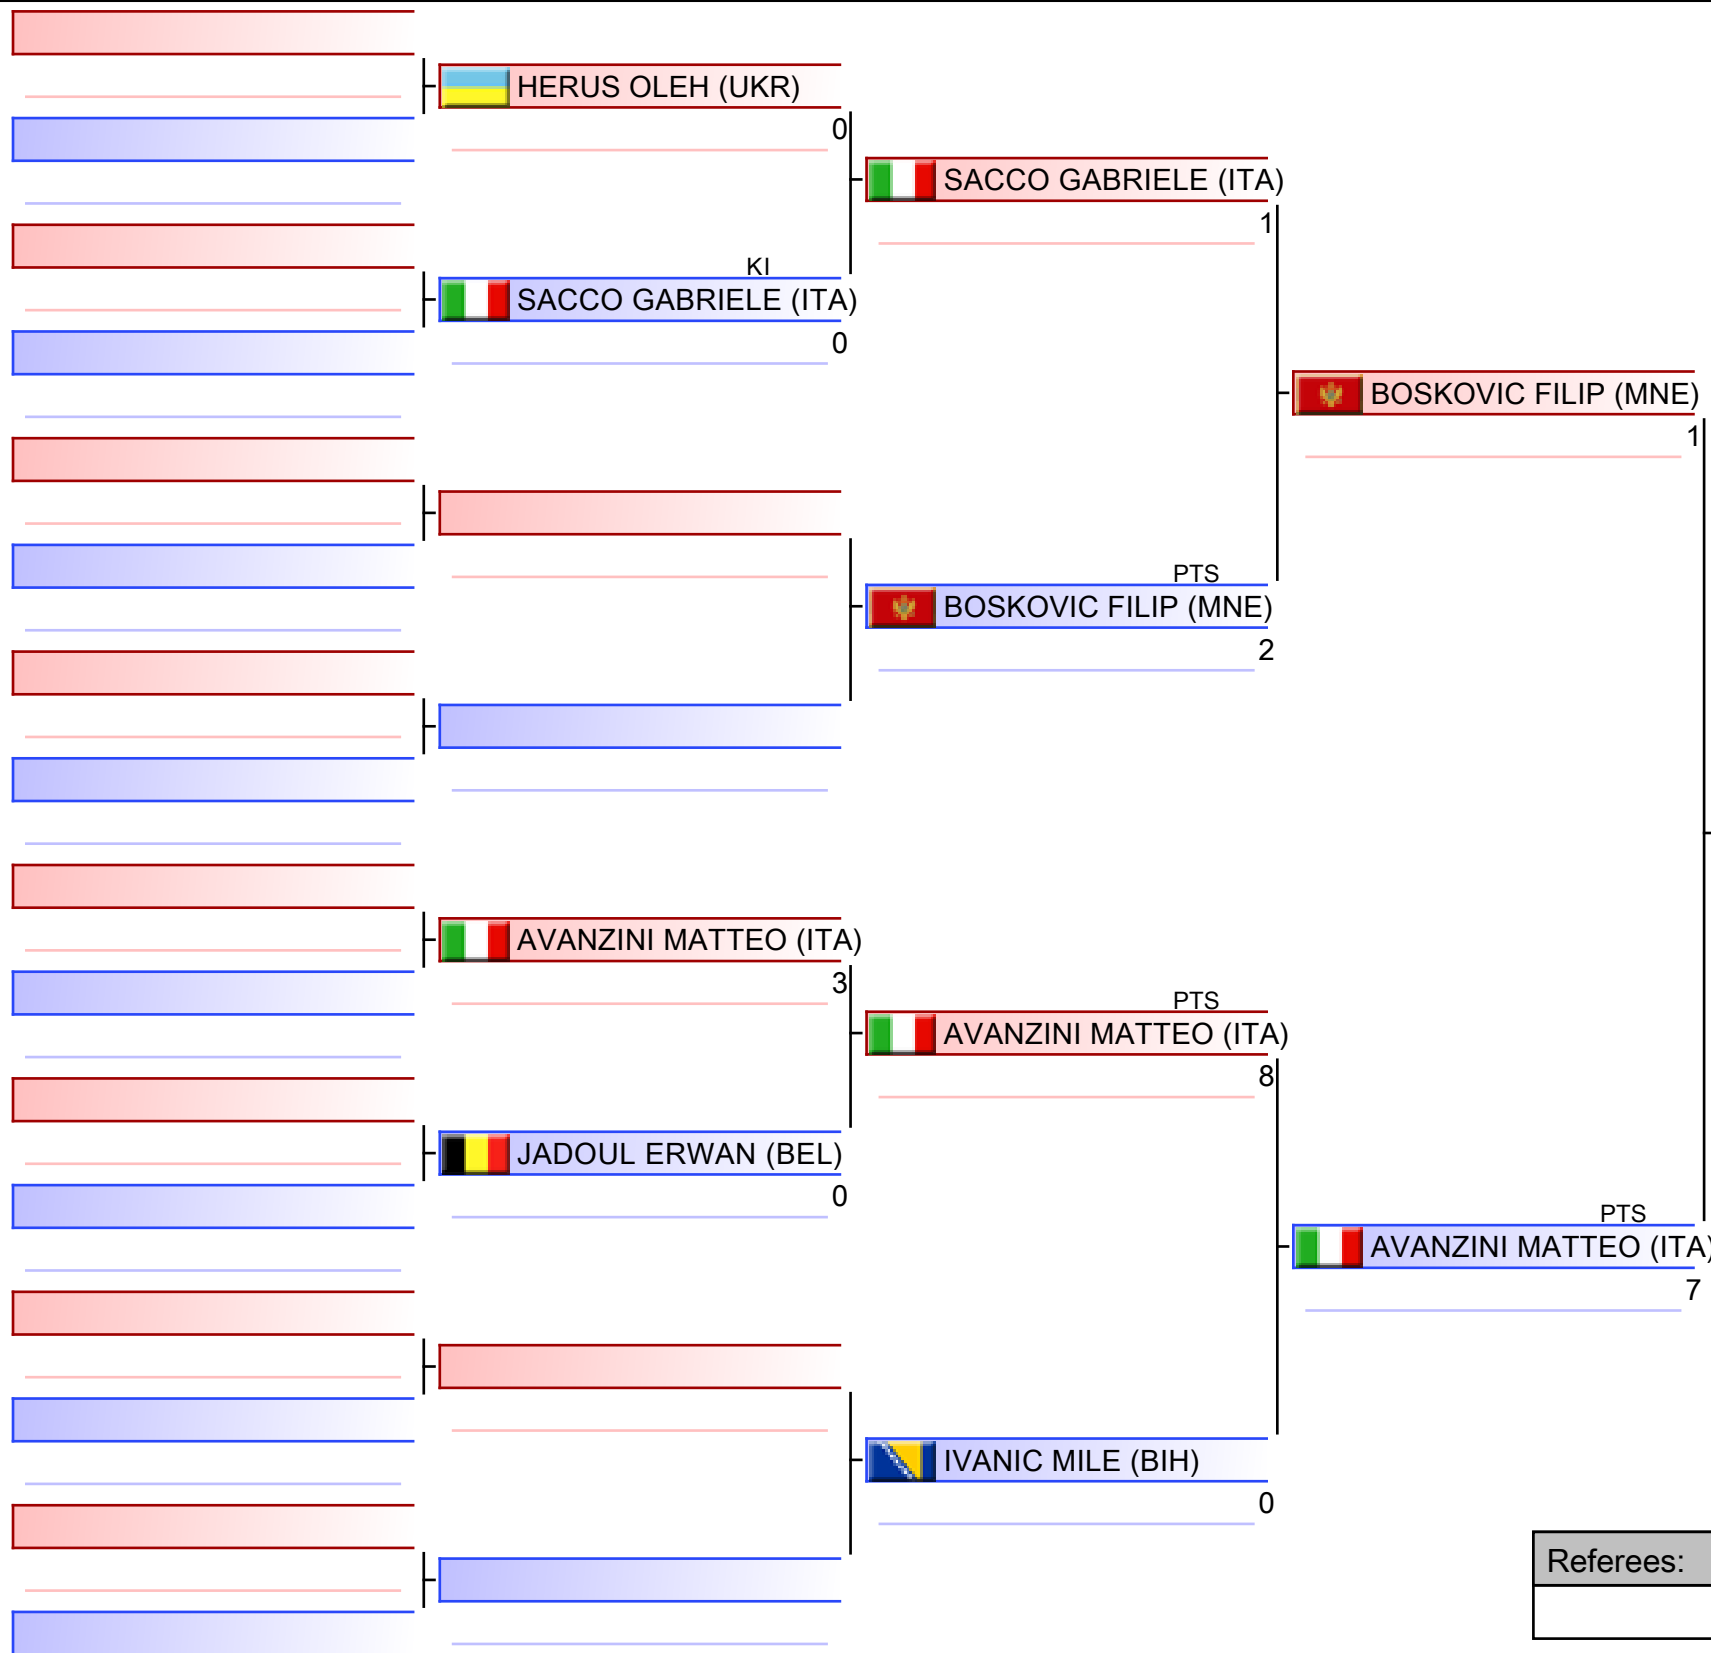 HERUS OLEH (UKR)
0
KI
SACCO GABRIELE (ITA)
0
SACCO GABRIELE (ITA)
1
PTS
BOSKOVIC FILIP (MNE)
2
BOSKOVIC FILIP (MNE)
1
AVANZINI MATTEO (ITA)
3
JADOUL ERWAN (BEL)
0
PTS
AVANZINI MATTEO (ITA)
8
IVANIC MILE (BIH)
0
PTS
AVANZINI MATTEO (ITA)
7
Referees: